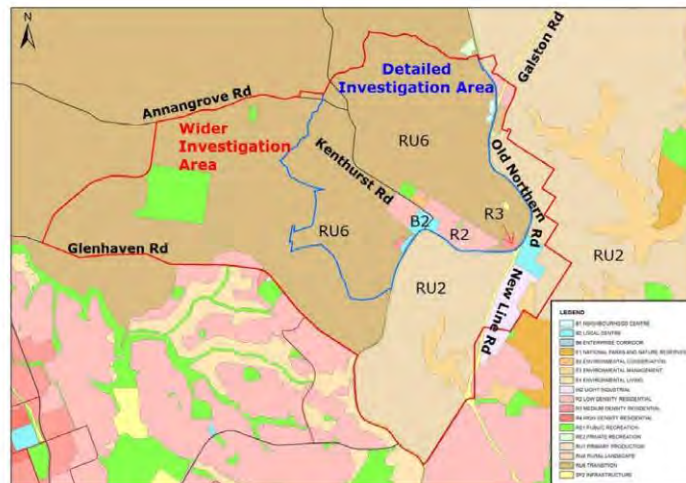 N
Galston Rd
Detailed
Investigation Area
Annangrove Rd
Wider
Investigation
Area
RU6
Kenthurst Rd
Old Northern Rd
R3
B2
R2
RU6
Glenhaven Rd
RU2
RU2
New Line Rd
LEGEND
B1 NEIGHBOURHOOD CENTRE
B2 LOCAL CENTRE
B6 ENTERPRISE CORRIDOR
E1 NATIONAL PARKS AND NATURE RESERVES
E2 ENVIRONMENTAL CONSERVATION
E3 ENVIRONMENTAL MANAGEMENT
E4 ENVIRONMENTAL LIVING
IN2 LIGHT INDUSTRIAL
R2 LOW DENSITY RESIDENTIAL
R3 MEDIUM DENSITY RESIDENTIAL
R4 HIGH DENSITY RESIDENTIAL
RE1 PUBLIC RECREATION
RE2 PRIVATE RECREATION
RU1 PRIMARY PRODUCTION
RU2 RURAL LANDSCAPE
RU6 TRANSITION
SP2 INFRASTRUCTURE